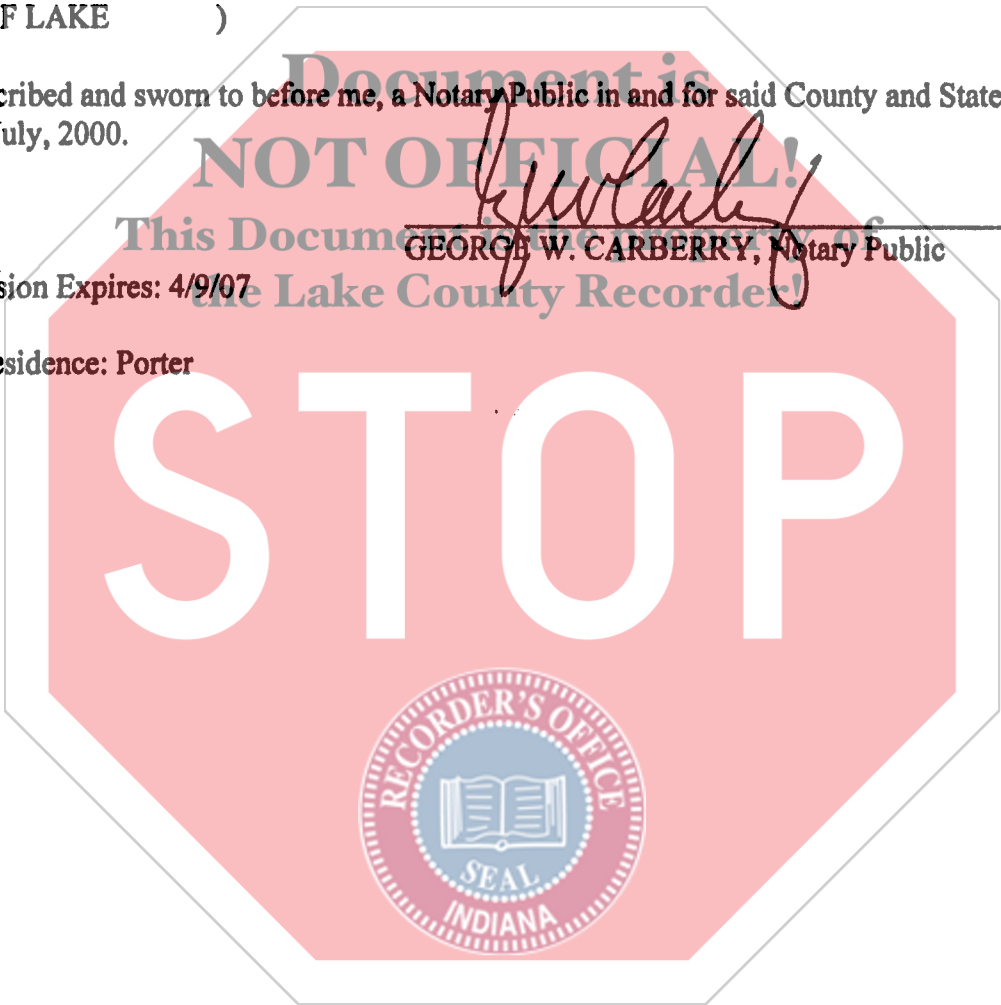 F LAKE )
Document is
cribed and sworn to before me, a Notary Public in and for said County and State
July, 2000.
NOT OFFICIAL!
This Document is the property of
GEORGE W. CARBERRY, Notary Public
sion Expires: 4/9/07
the Lake County Recorder!
esidence: Porter
STOP
RECORDER'S OFFICE
SEAL
INDIANA